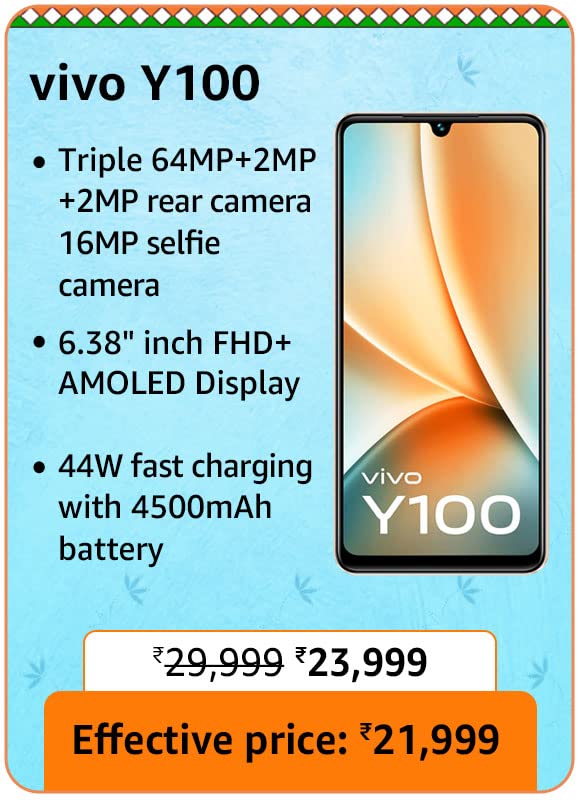 vivo Y100
• Triple 64MP+2MP
+2MP rear camera
16MP selfie
camera
• 6.38" inch FHD+
AMOLED Display
• 44W fast charging
with 4500mAh
battery
vivo
Y100
₹29,999 ₹23,999
Effective price: ₹21,999